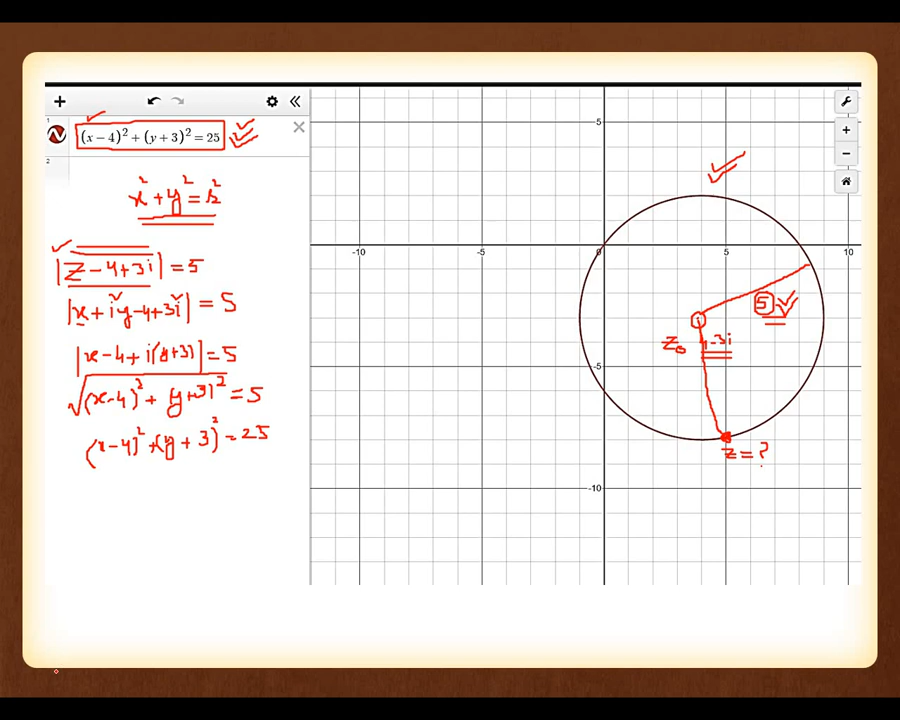 1
(x−4)² + (y+3)² = 25
2
x² + y² = r²
|z−4+3i| = 5
|x+iy−4+3i| = 5
|x−4+i(y+3)| = 5
√(x−4)² + (y+3)² = 5
(x−4)² + (y+3)² = 25
5
-10
-5
0
5
10
5
z₀
4-3i
-5
z = ?
-10